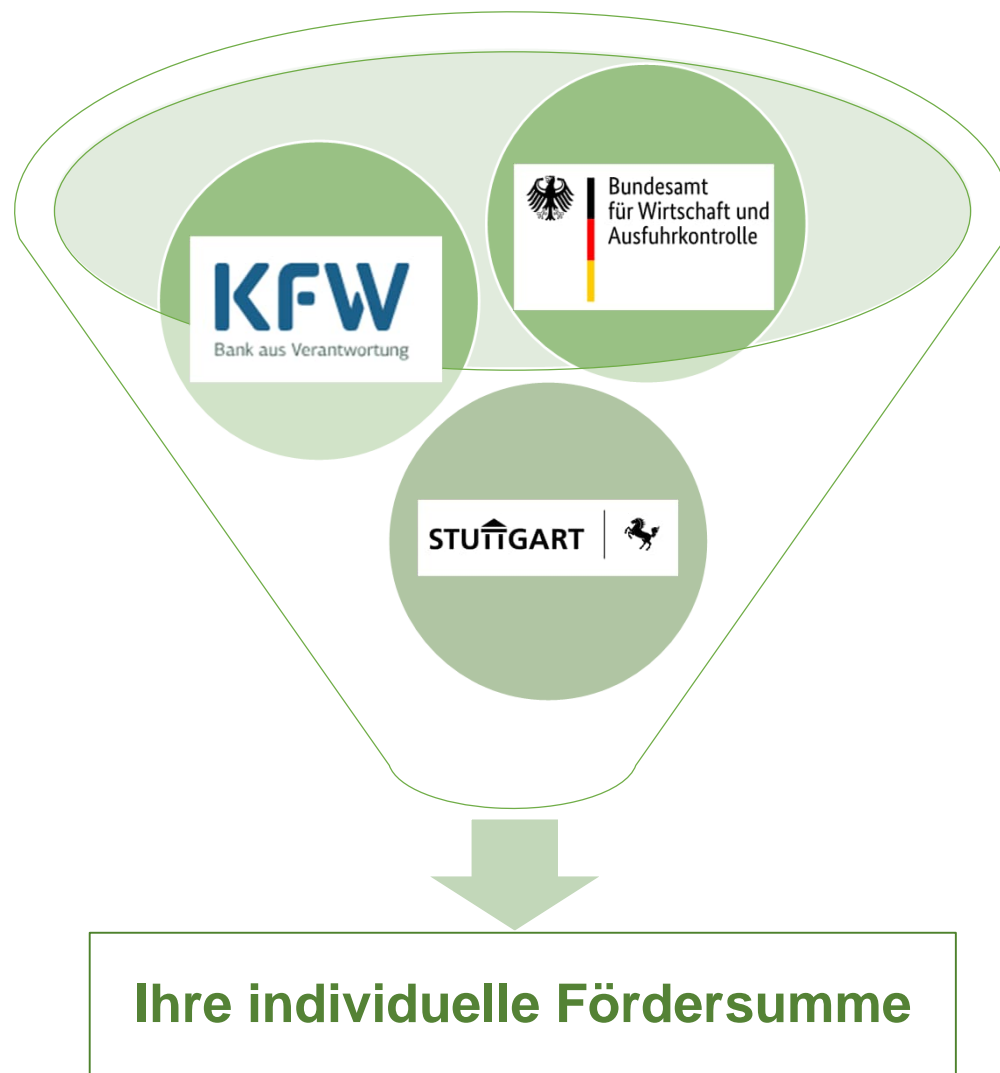 Bundesamt
für Wirtschaft und
Ausfuhrkontrolle
KFW
Bank aus Verantwortung
STUTTGART
Ihre individuelle Fördersumme